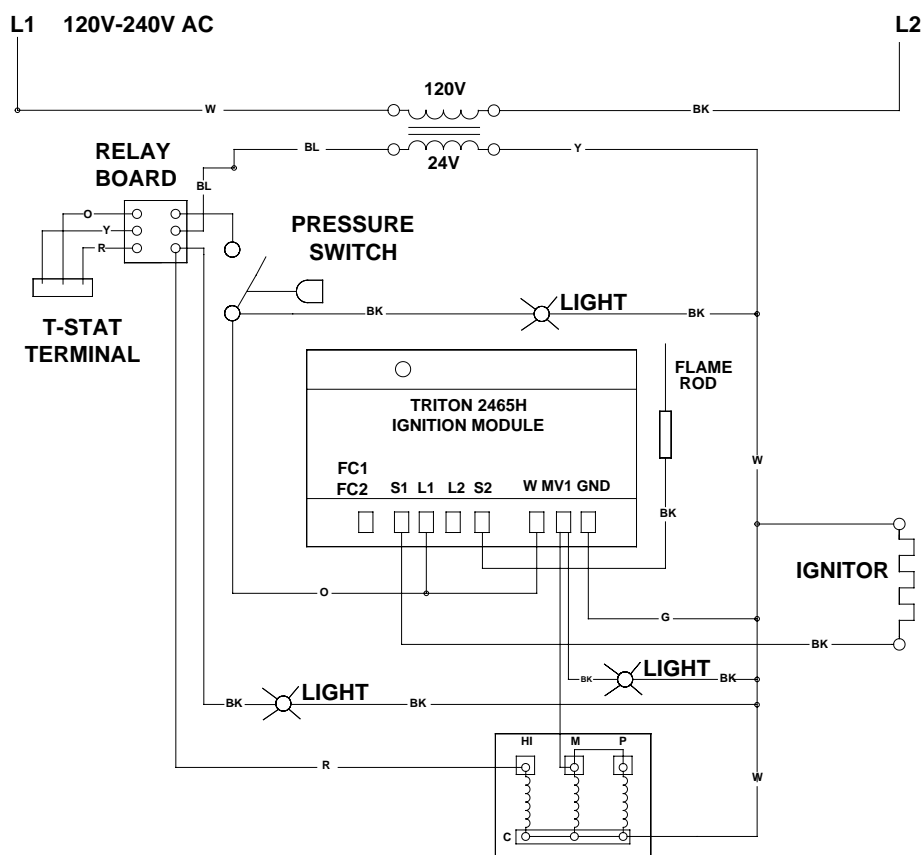 L1 120V-240V AC
L2
120V
W
BK
BL
24V
Y
RELAY
BOARD
BL
O
Y
R
PRESSURE
SWITCH
T-STAT
TERMINAL
BK
LIGHT
BK
FLAME
ROD
TRITON 2465H
IGNITION MODULE
FC1
FC2
S1 L1 L2 S2 W MV1 GND
W
BK
IGNITOR
O
G
BK
BK
LIGHT
BK
BK
LIGHT
BK
HI M P
R
W
C